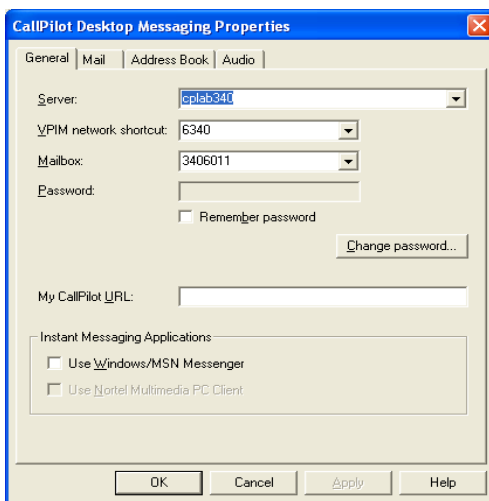 CallPilot Desktop Messaging Properties
General Mail Address Book Audio
Server: cplab340
VPIM network shortcut: 6340
Mailbox: 3406011
Password:
Remember password
Change password...
My CallPilot URL:
Instant Messaging Applications
Use Windows/MSN Messenger
Use Nortel Multimedia PC Client
OK Cancel Apply Help